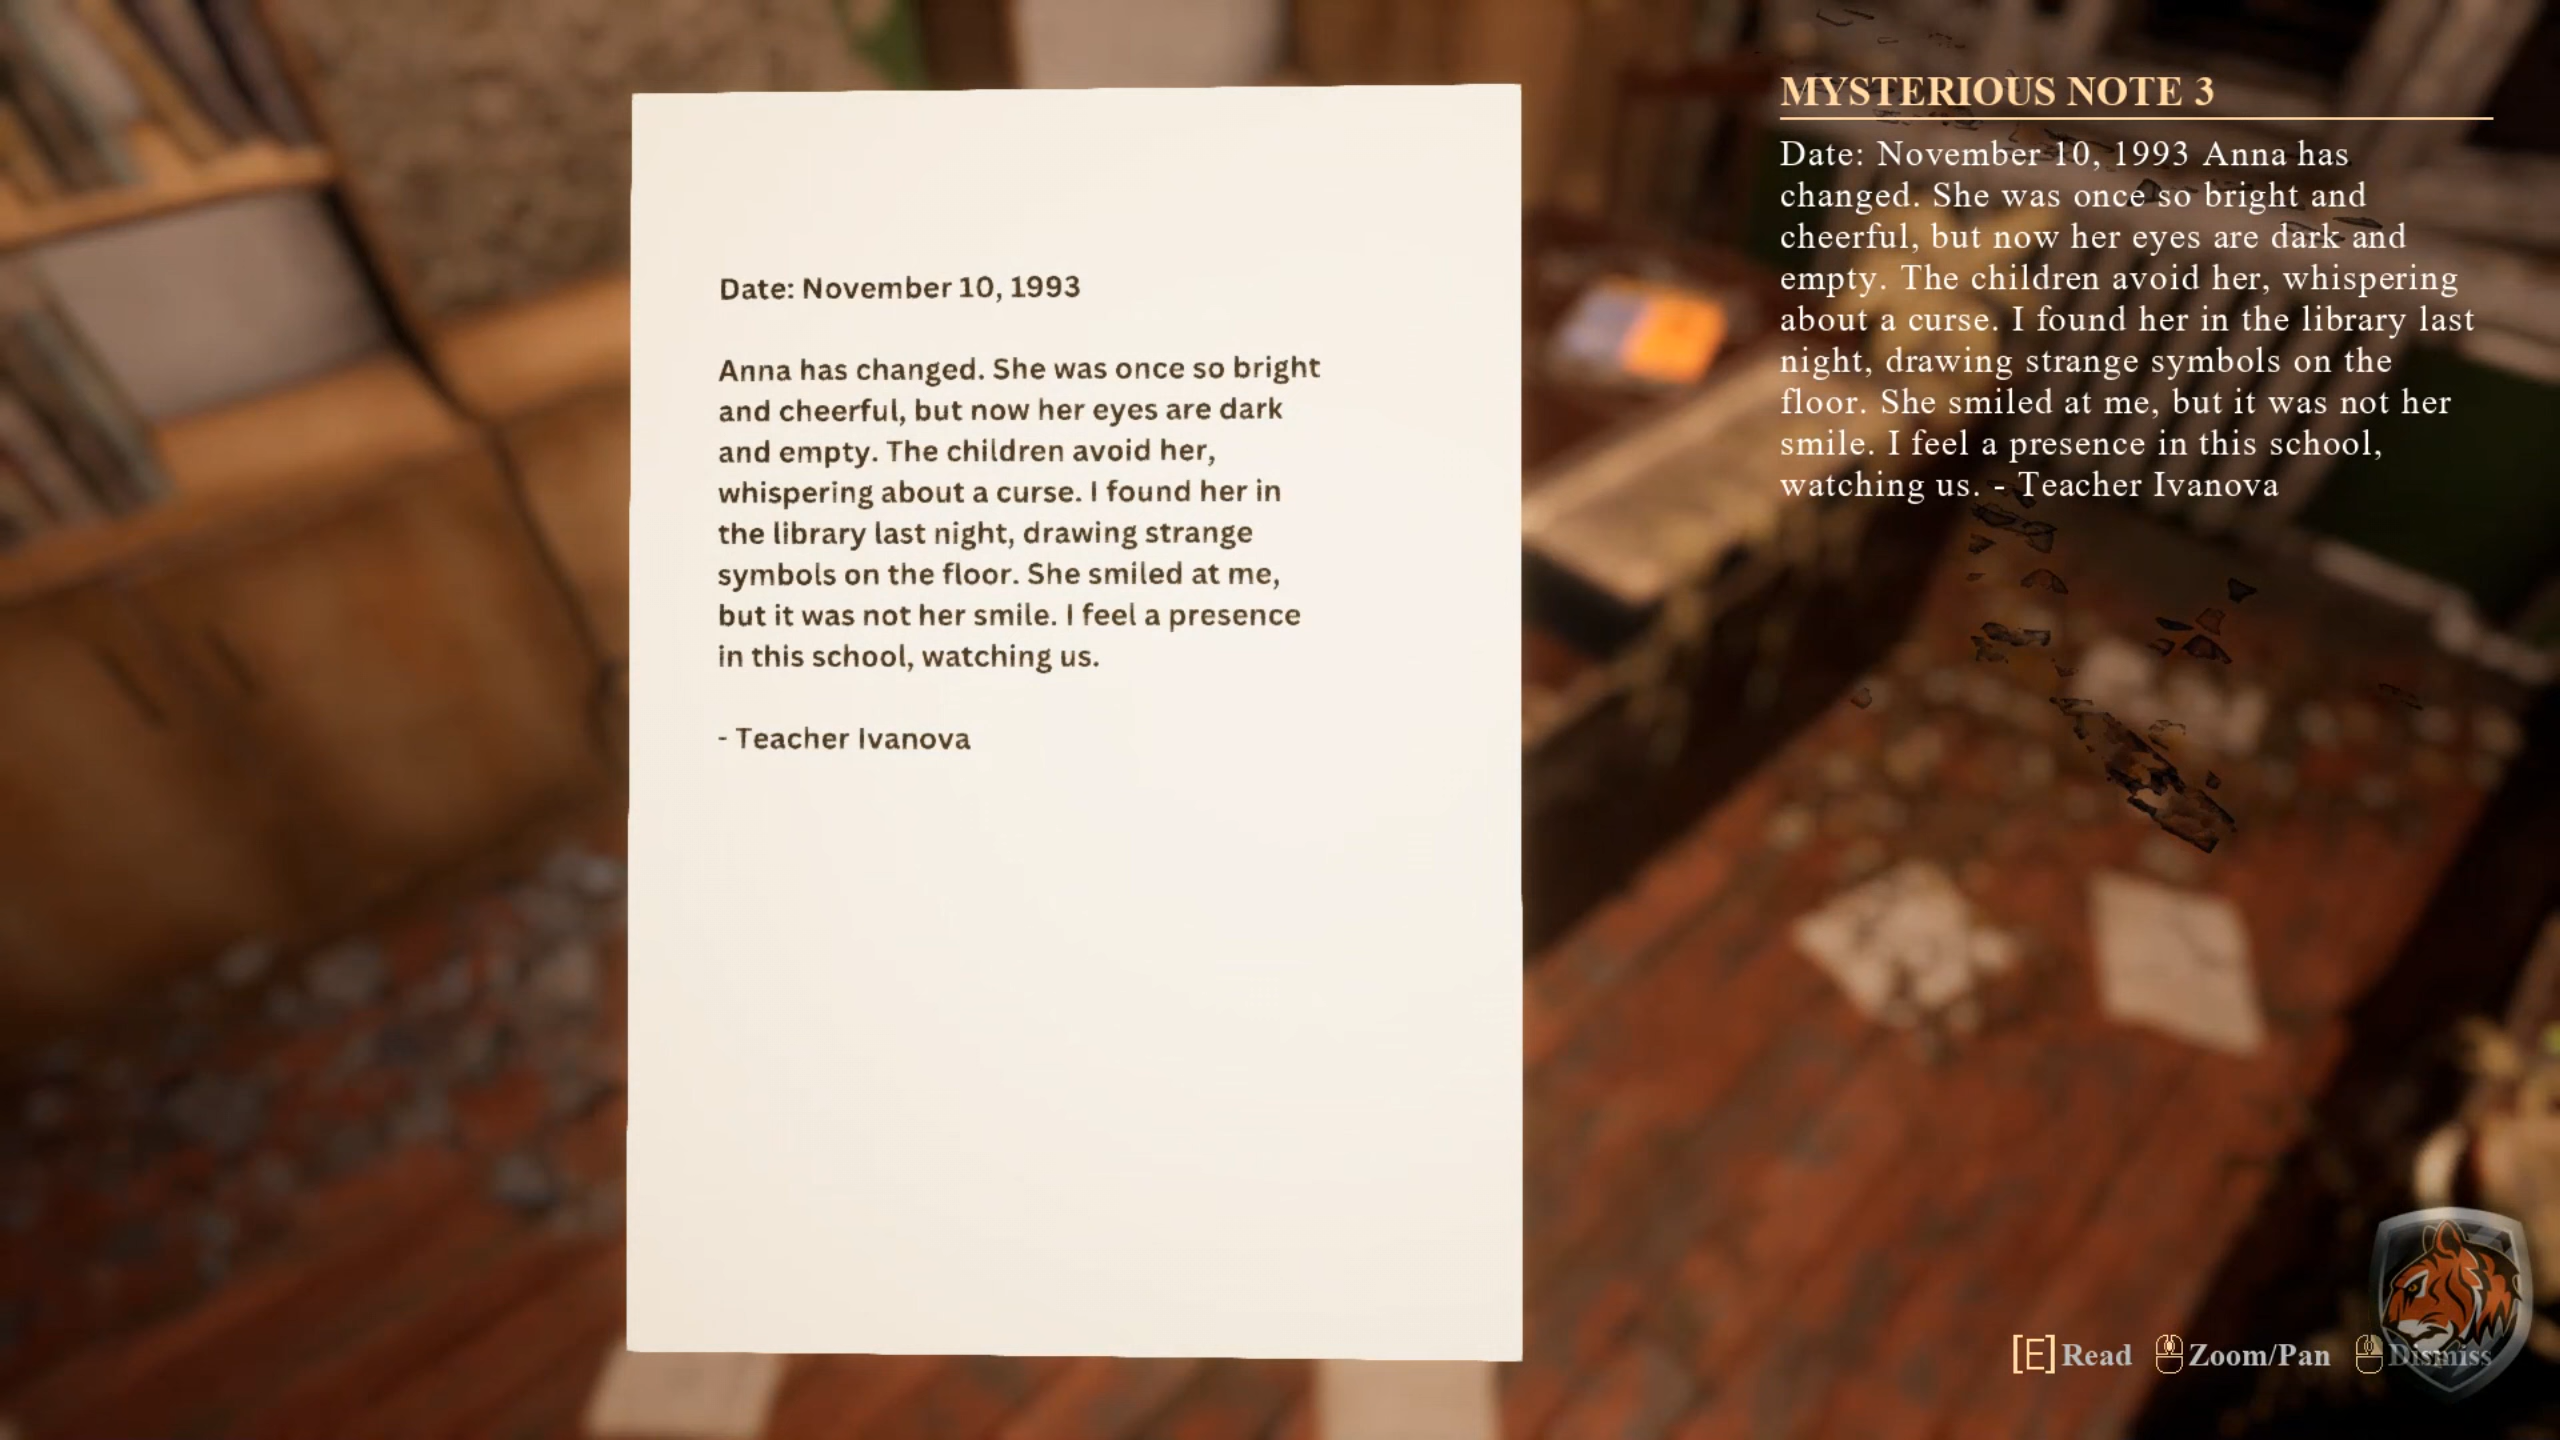 Date: November 10, 1993
Anna has changed. She was once so bright
and cheerful, but now her eyes are dark
and empty. The children avoid her,
whispering about a curse. I found her in
the library last night, drawing strange
symbols on the floor. She smiled at me,
but it was not her smile. I feel a presence
in this school, watching us.
- Teacher Ivanova
MYSTERIOUS NOTE 3
Date: November 10, 1993 Anna has
changed. She was once so bright and
cheerful, but now her eyes are dark and
empty. The children avoid her, whispering
about a curse. I found her in the library last
night, drawing strange symbols on the
floor. She smiled at me, but it was not her
smile. I feel a presence in this school,
watching us. - Teacher Ivanova
[E] Read Zoom/Pan Dismiss